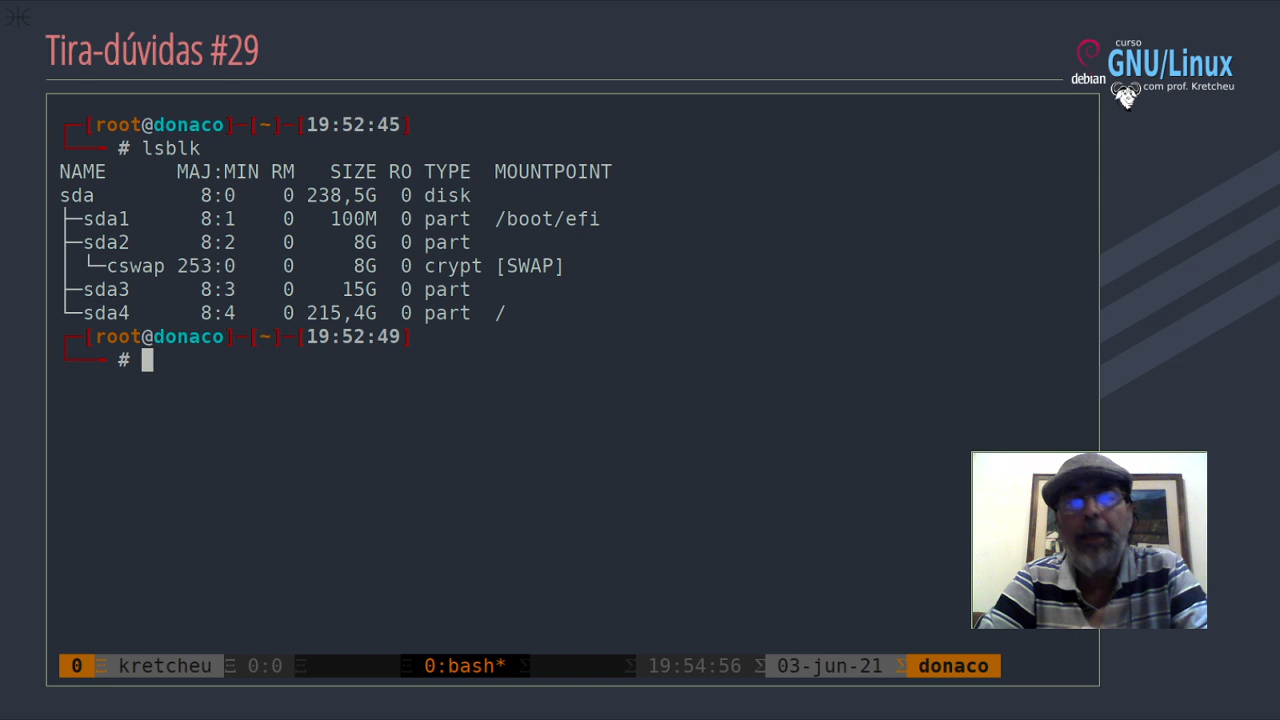 Tira-dúvidas #29
curso
GNU/Linux
debian
com prof. Kretcheu
┌─[root@donaco]─[~]─[19:52:45]
└──╼ # lsblk
NAME      MAJ:MIN RM   SIZE RO TYPE  MOUNTPOINT
sda         8:0    0 238,5G  0 disk
├─sda1      8:1    0   100M  0 part  /boot/efi
├─sda2      8:2    0     8G  0 part
│ └─cswap 253:0    0     8G  0 crypt [SWAP]
├─sda3      8:3    0    15G  0 part
└─sda4      8:4    0 215,4G  0 part  /
┌─[root@donaco]─[~]─[19:52:49]
└──╼ #
0 Ξ kretcheu Ξ 0:0 Ξ Ξ 0:bash* Σ Σ 19:54:56 Σ 03-jun-21 Σ donaco